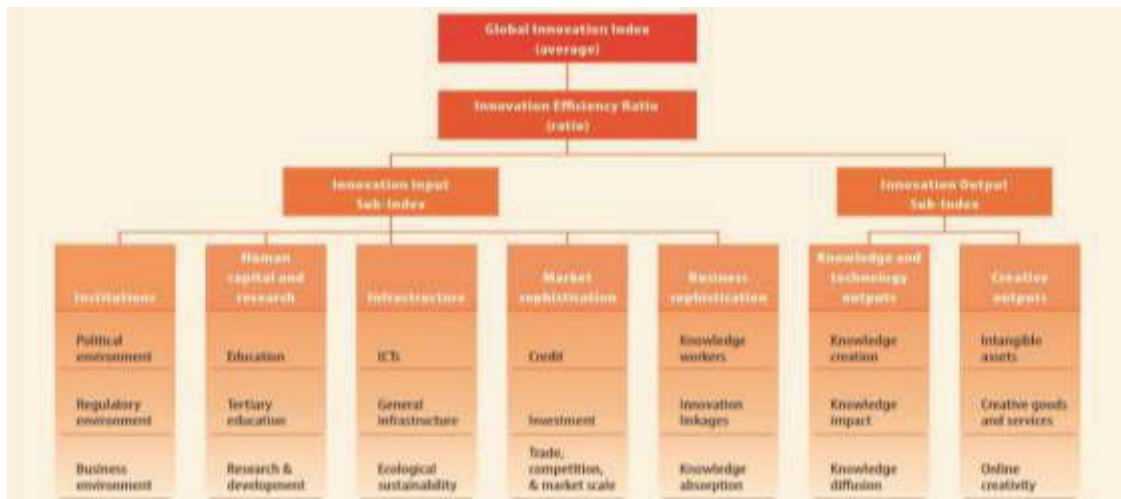 Global Innovation Index
(average)
Innovation Efficiency Ratio
(ratio)
Innovation Input
Sub-Index
Innovation Output
Sub-Index
Institutions
Human
capital and
research
Infrastructure
Market
sophistication
Business
sophistication
Knowledge and
technology
outputs
Creative
outputs
Political
environment
Education
ICTs
Credit
Knowledge
workers
Knowledge
creation
Intangible
assets
Regulatory
environment
Tertiary
education
General
infrastructure
Investment
Innovation
linkages
Knowledge
impact
Creative goods
and services
Business
environment
Research &
development
Ecological
sustainability
Trade,
competition,
& market scale
Knowledge
absorption
Knowledge
diffusion
Online
creativity